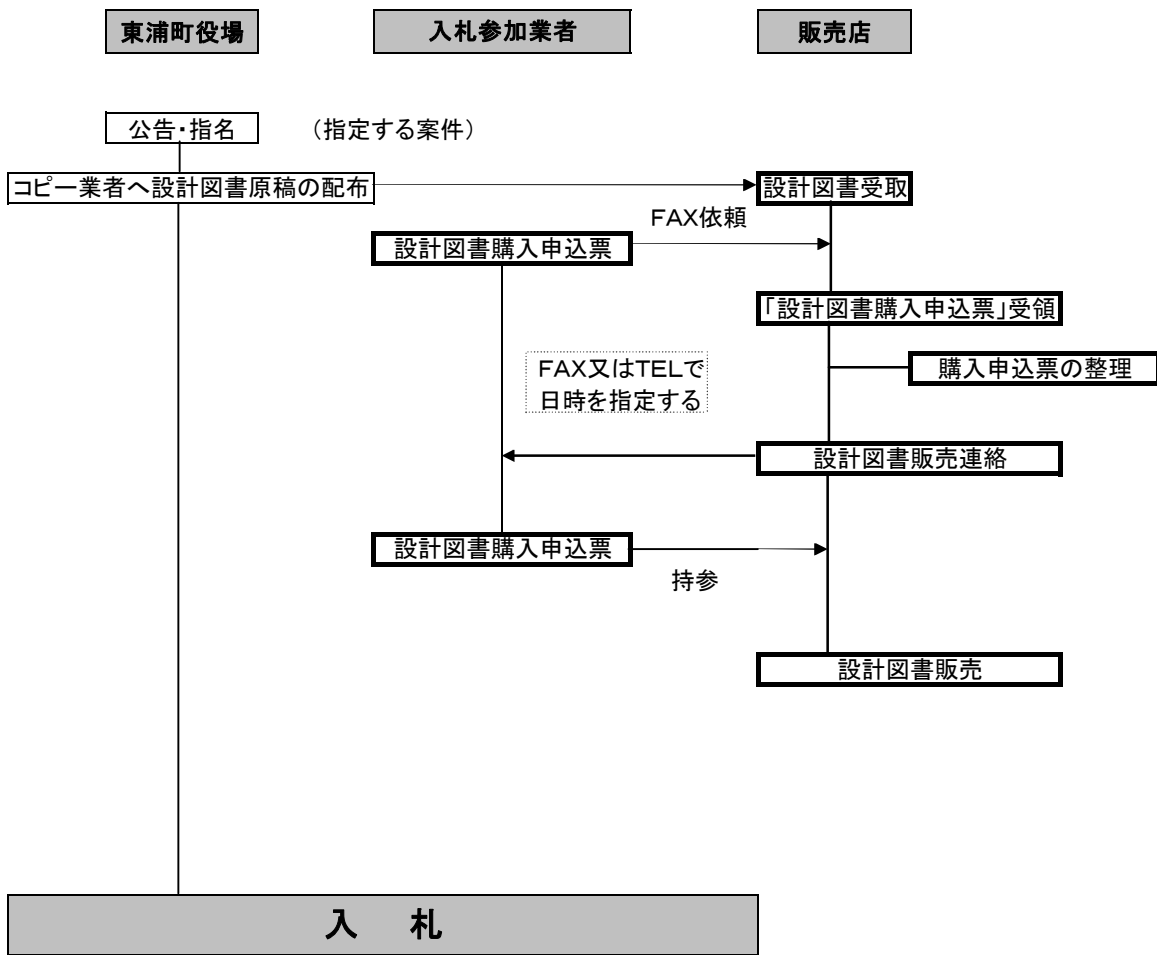 東浦町役場
入札参加業者
販売店
公告・指名
（指定する案件）
コピー業者へ設計図書原稿の配布
設計図書受取
FAX依頼
設計図書購入申込票
「設計図書購入申込票」受領
購入申込票の整理
FAX又はTELで
日時を指定する
設計図書販売連絡
設計図書購入申込票
持参
設計図書販売
入　札